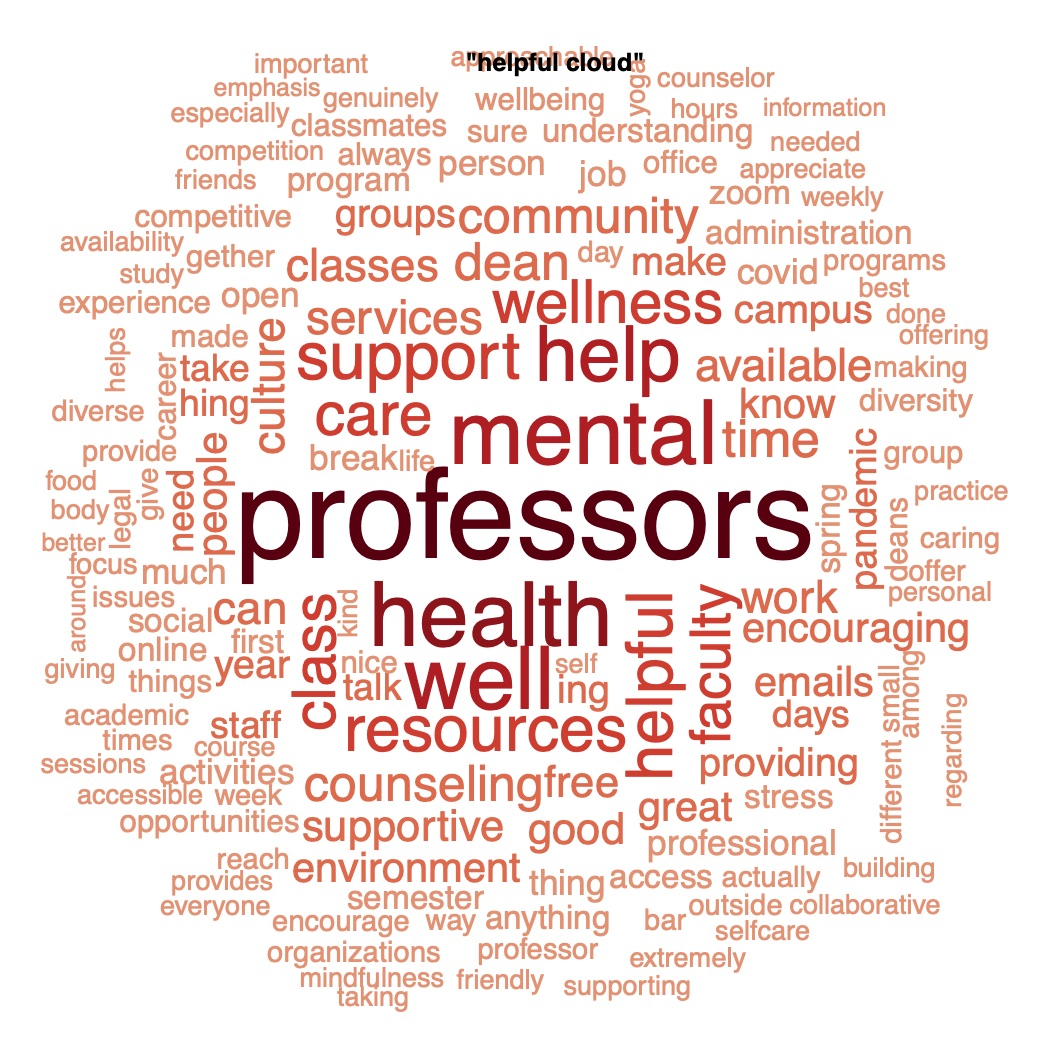 approachable
"helpful cloud"
important
yoga
counselor
emphasis
genuinely
wellbeing
hours
information
especially
classmates
sure
understanding
needed
competition
always
person
job
office
appreciate
friends
program
zoom
weekly
competitive
groups
community
administration
availability
gether
classes
dean
day
make
covid
programs
study
experience
open
services
wellness
campus
best
done
helps
made
culture
support
help
available
making
offering
career
take
hing
care
mental
know
diverse
diversity
time
provide
people
break
life
pandemic
group
food
give
need
professors
spring
deans
practice
body
legal
better
caring
focus
much
offer
around
issues
can
class
kind
health
helpful
faculty
work
personal
social
first
encouraging
online
giving
things
year
nice
talk
well
self
ing
emails
small
among
academic
staff
resources
days
different
regarding
times
course
sessions
activities
counseling
free
providing
accessible
week
great
stress
opportunities
supportive
good
professional
reach
environment
thing
access
actually
building
provides
everyone
semester
outside
collaborative
encourage
way
anything
bar
selfcare
organizations
professor
extremely
mindfulness
friendly
supporting
taking